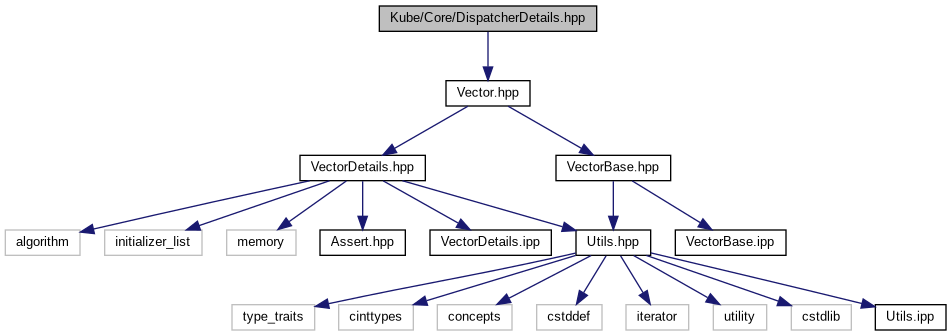 Kube/Core/DispatcherDetails.hpp
Vector.hpp
VectorDetails.hpp
VectorBase.hpp
algorithm
initializer_list
memory
Assert.hpp
VectorDetails.ipp
Utils.hpp
VectorBase.ipp
type_traits
cinttypes
concepts
cstddef
iterator
utility
cstdlib
Utils.ipp